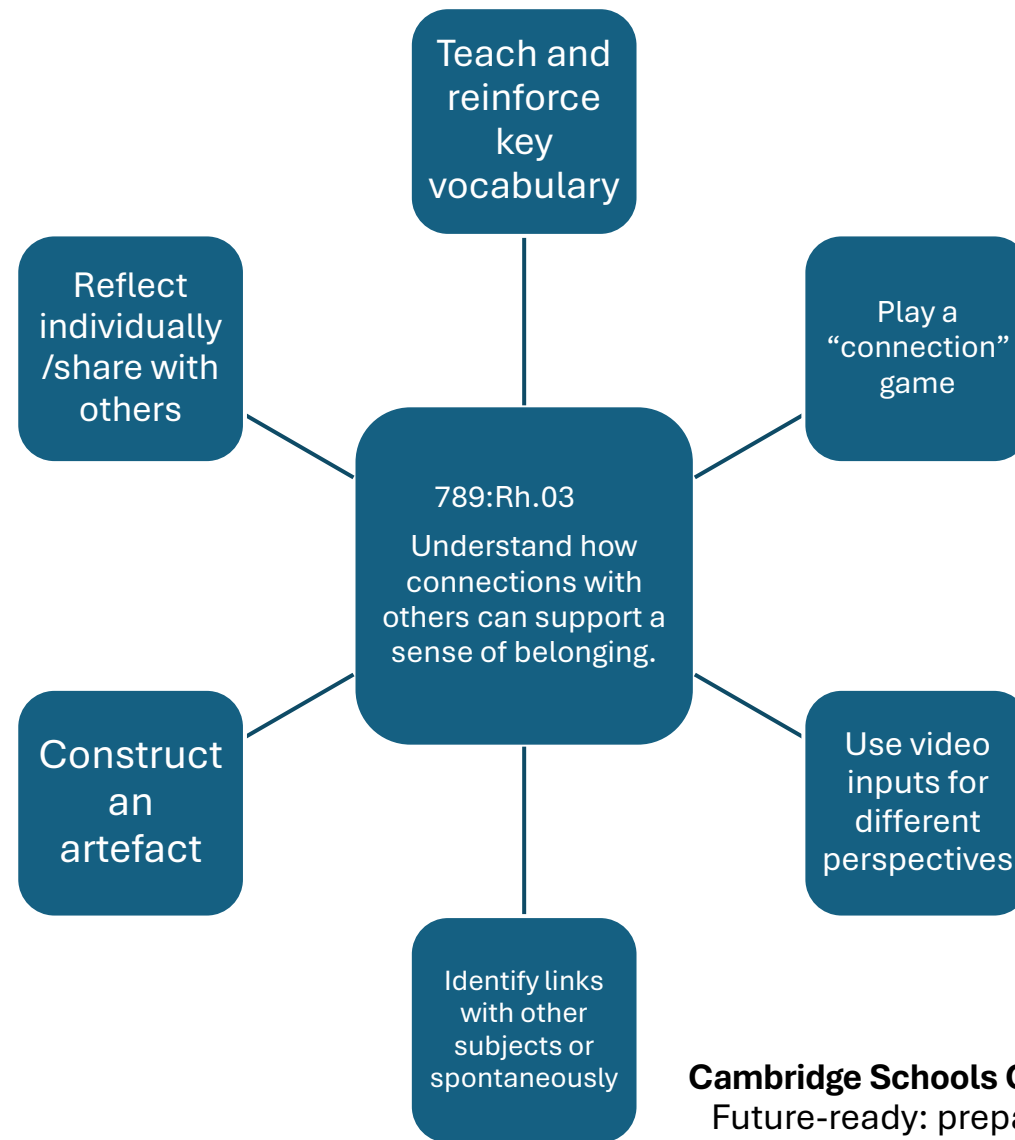 Teach and
reinforce
key
vocabulary
Reflect
individually
/share with
others
Play a
“connection”
game
789:Rh.03
Understand how
connections with
others can support a
sense of belonging.
Construct
an
artefact
Use video
inputs for
different
perspectives
Identify links
with other
subjects or
spontaneously
Cambridge Schools
Future-ready: